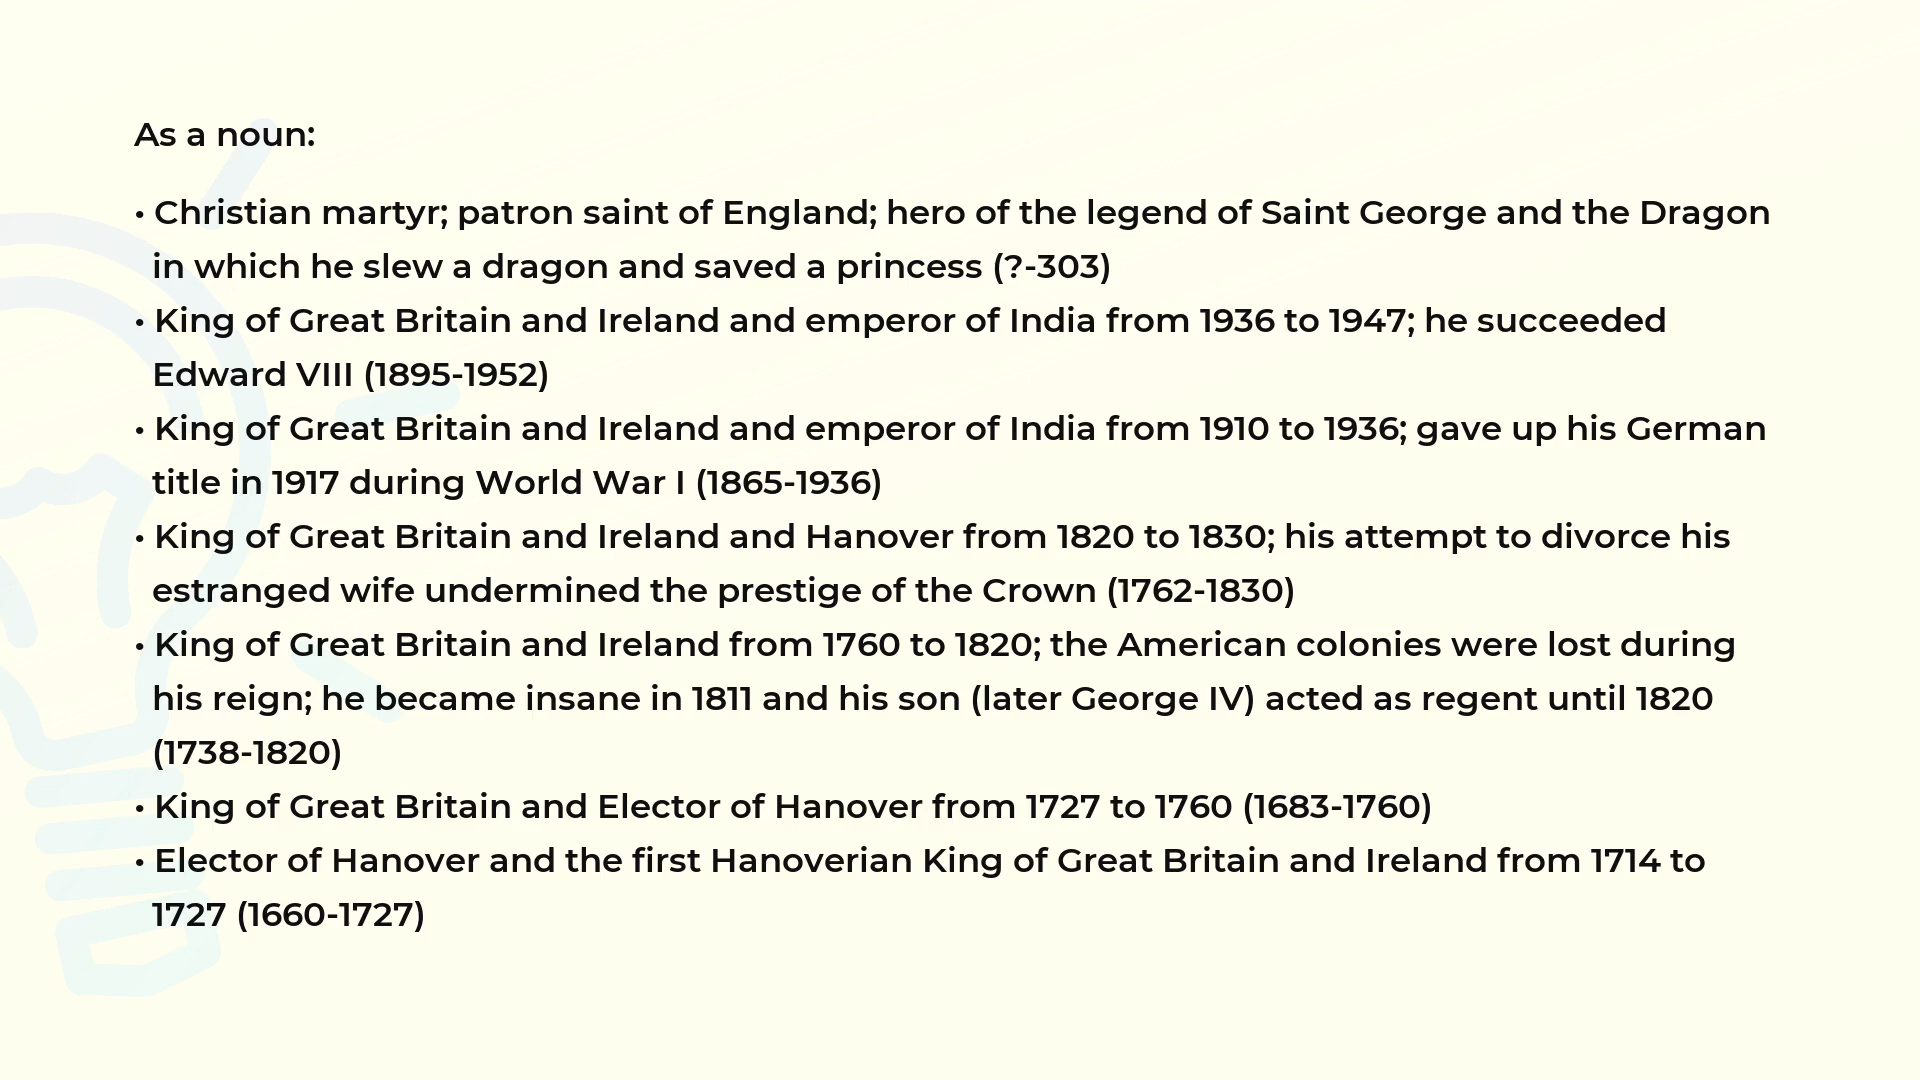 As a noun:
• Christian martyr; patron saint of England; hero of the legend of Saint George and the Dragon
in which he slew a dragon and saved a princess (?-303)
• King of Great Britain and Ireland and emperor of India from 1936 to 1947; he succeeded
Edward VIII (1895-1952)
• King of Great Britain and Ireland and emperor of India from 1910 to 1936; gave up his German
title in 1917 during World War I (1865-1936)
• King of Great Britain and Ireland and Hanover from 1820 to 1830; his attempt to divorce his
estranged wife undermined the prestige of the Crown (1762-1830)
• King of Great Britain and Ireland from 1760 to 1820; the American colonies were lost during
his reign; he became insane in 1811 and his son (later George IV) acted as regent until 1820
(1738-1820)
• King of Great Britain and Elector of Hanover from 1727 to 1760 (1683-1760)
• Elector of Hanover and the first Hanoverian King of Great Britain and Ireland from 1714 to
1727 (1660-1727)